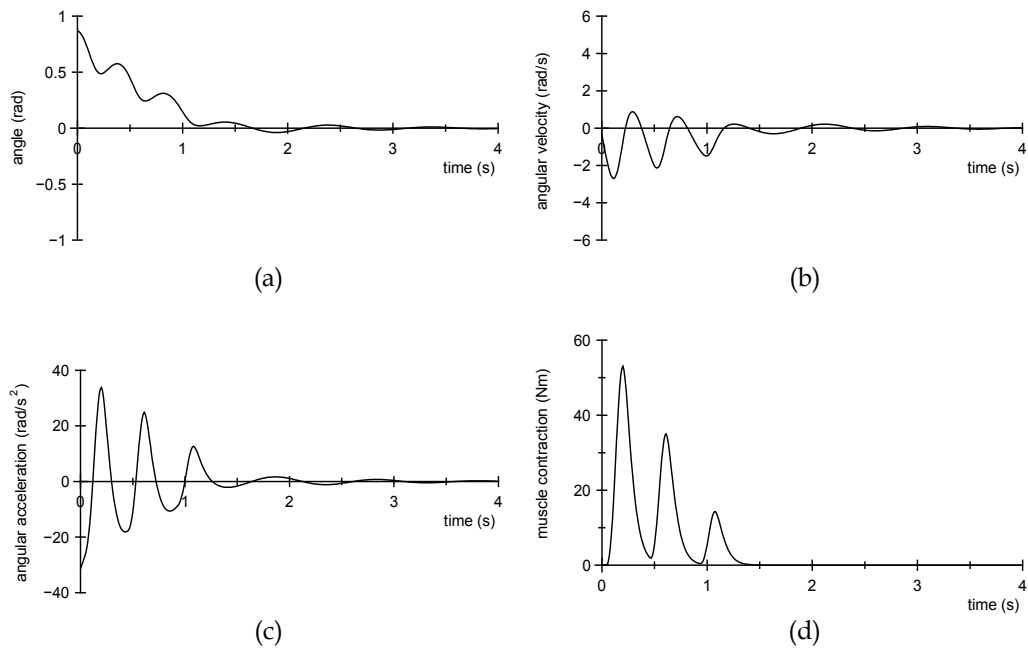 1
0.5
0
−0.5
−1
angle (rad)
0 1 2 3 4
time (s)
(a)
6
4
2
0
−2
−4
−6
angular velocity (rad/s)
0 1 2 3 4
time (s)
(b)
40
20
0
−20
−40
angular acceleration (rad/s²)
0 1 2 3 4
time (s)
(c)
60
40
20
0
muscle contraction (Nm)
0 1 2 3 4
time (s)
(d)